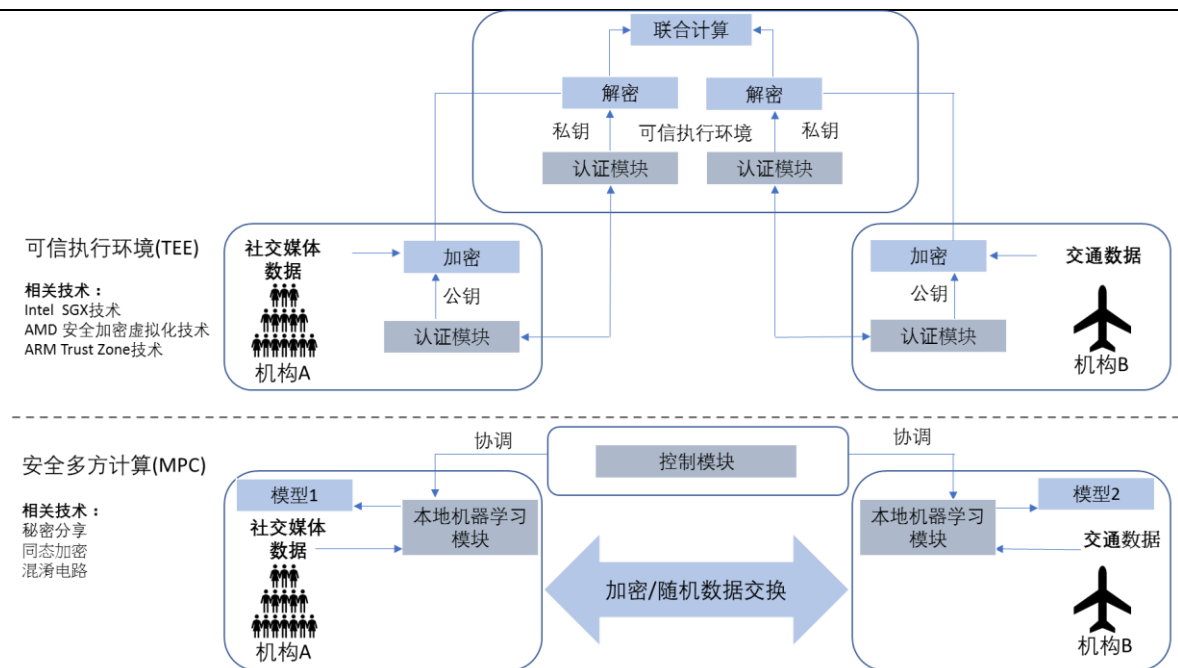 联合计算
解密
解密
私钥
可信执行环境
私钥
认证模块
认证模块
可信执行环境(TEE)
相关技术：
Intel SGX技术
AMD 安全加密虚拟化技术
ARM Trust Zone技术
社交媒体
数据
加密
公钥
认证模块
机构A
加密
交通数据
公钥
认证模块
机构B
安全多方计算(MPC)
相关技术：
秘密分享
同态加密
混淆电路
协调
控制模块
协调
模型1
社交媒体
数据
本地机器学习
模块
机构A
加密/随机数据交换
本地机器学习
模块
模型2
交通数据
机构B